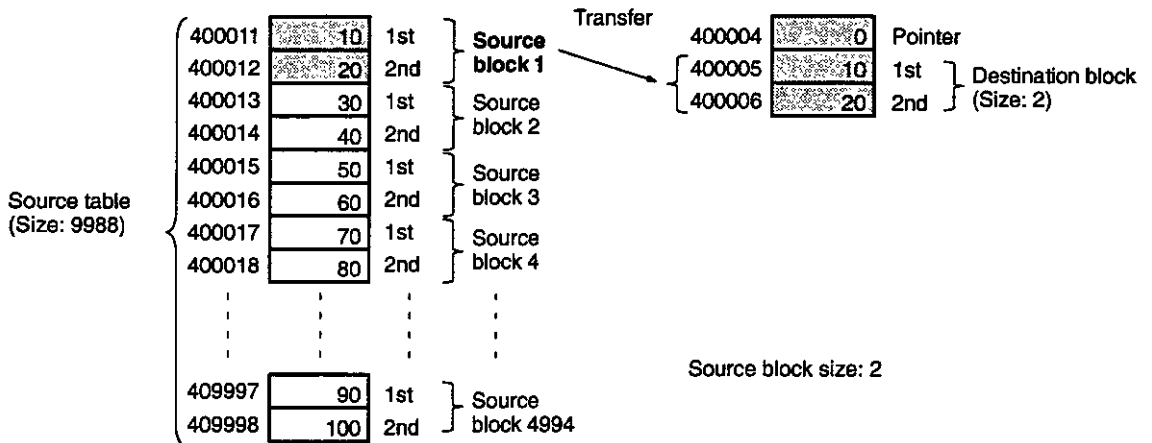 Transfer
400011 10 1st Source
400012 20 2nd block 1
400013 30 1st Source
400014 40 2nd block 2
400015 50 1st Source
400016 60 2nd block 3
400017 70 1st Source
400018 80 2nd block 4
Source table
(Size: 9988)
409997 90 1st Source
409998 100 2nd block 4994
400004 0 Pointer
400005 10 1st Destination block
400006 20 2nd (Size: 2)
Source block size: 2